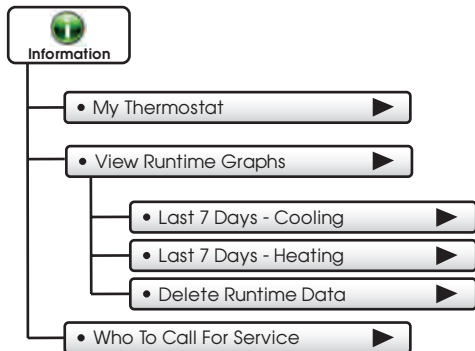 Information
• My Thermostat
• View Runtime Graphs
• Last 7 Days - Cooling
• Last 7 Days - Heating
• Delete Runtime Data
• Who To Call For Service